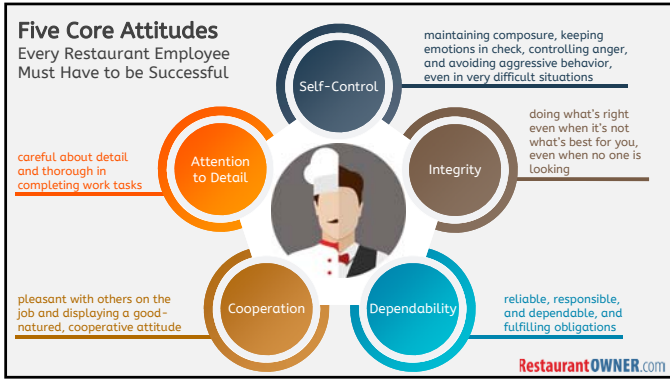 Five Core Attitudes
Every Restaurant Employee
Must Have to be Successful
Self-Control
maintaining composure, keeping
emotions in check, controlling anger,
and avoiding aggressive behavior,
even in very difficult situations
Attention
to Detail
careful about detail
and thorough in
completing work tasks
Integrity
doing what's right
even when it's not
what's best for you,
even when no one is
looking
Cooperation
pleasant with others on the
job and displaying a good-
natured, cooperative attitude
Dependability
reliable, responsible,
and dependable, and
fulfilling obligations
RestaurantOWNER.com